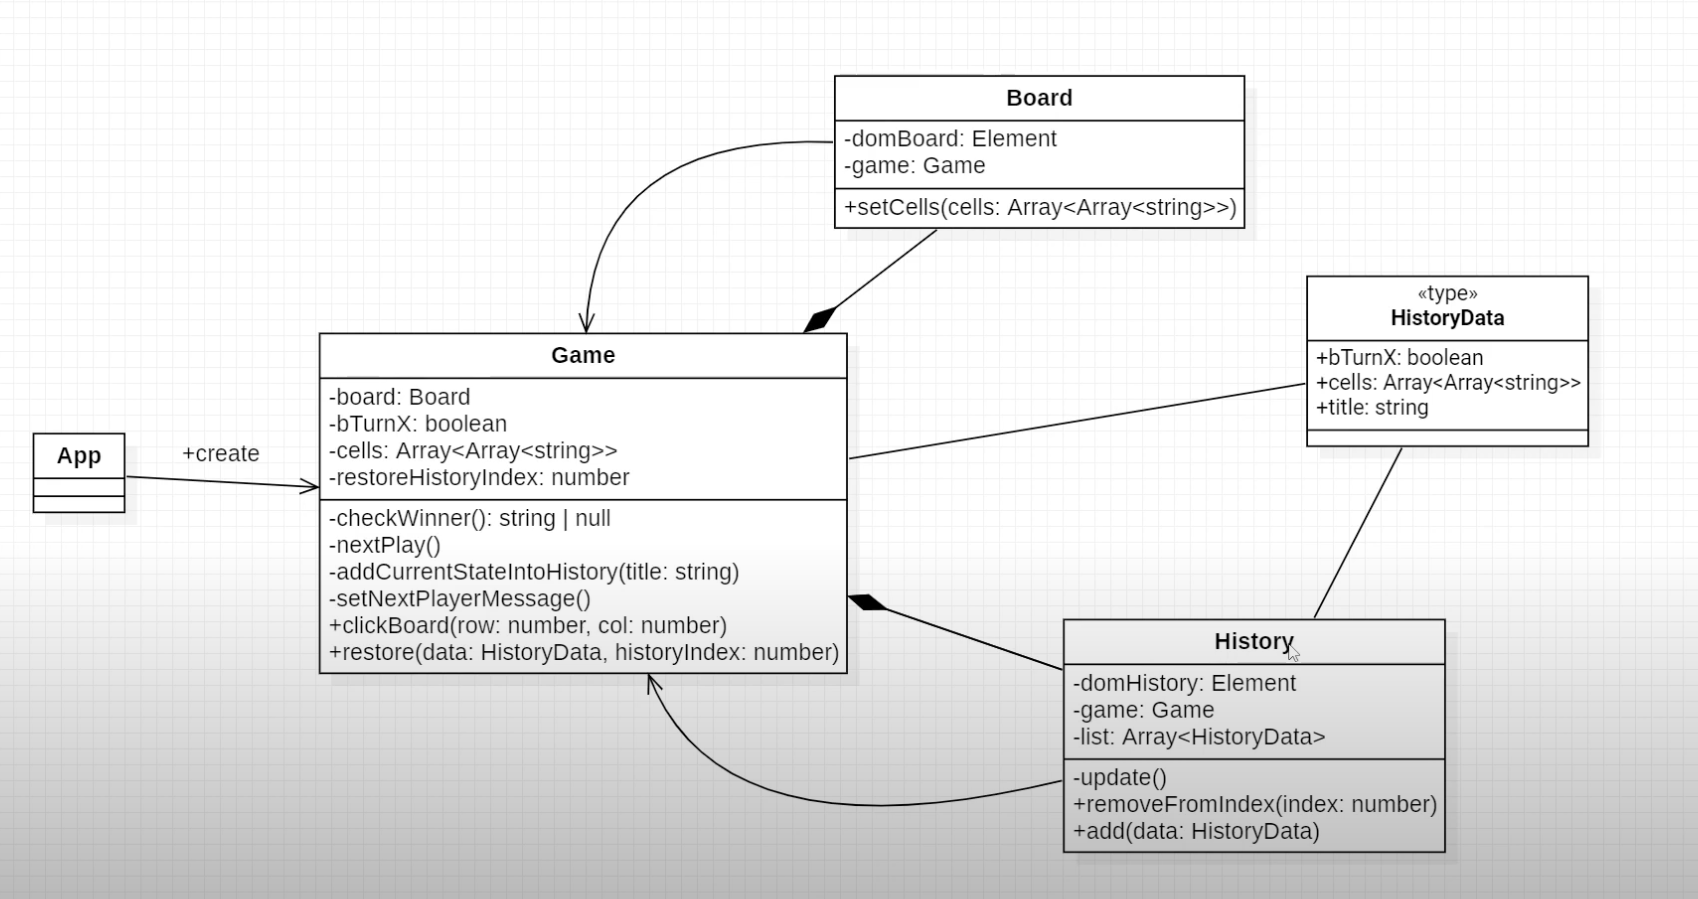 Board
-domBoard: Element
-game: Game
+setCells(cells: Array<Array<string>>)
«type»
HistoryData
+bTurnX: boolean
+cells: Array<Array<string>>
+title: string
Game
-board: Board
-bTurnX: boolean
-cells: Array<Array<string>>
-restoreHistoryIndex: number
-checkWinner(): string | null
-nextPlay()
-addCurrentStateIntoHistory(title: string)
-setNextPlayerMessage()
+clickBoard(row: number, col: number)
+restore(data: HistoryData, historyIndex: number)
App
+create
History
-domHistory: Element
-game: Game
-list: Array<HistoryData>
-update()
+removeFromIndex(index: number)
+add(data: HistoryData)